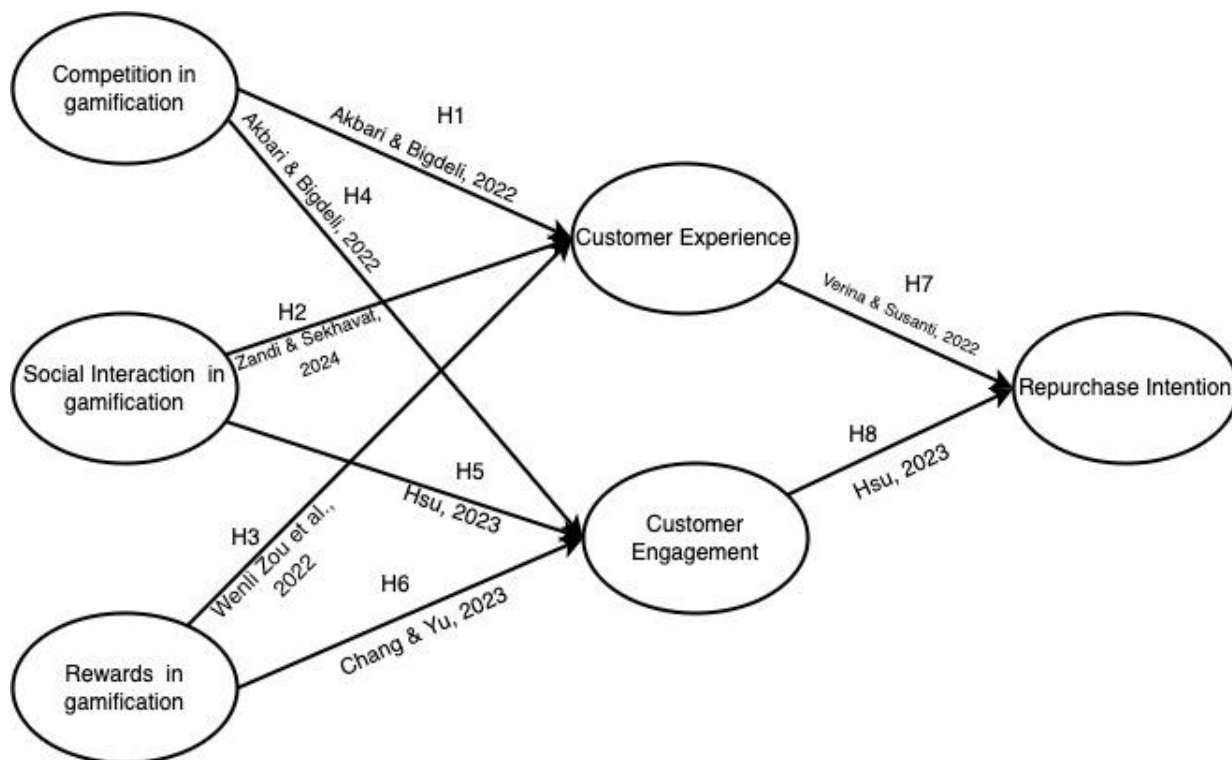 Competition in
gamification
H1
Akbari & Bigdeli, 2022
H4
Akbari & Bigdeli, 2022
Customer Experience
H2
Zandi & Sekhavat,
2024
Social Interaction in
gamification
H7
Verina & Susanti, 2022
Repurchase Intention
H5
Hsu, 2023
H8
Hsu, 2023
Customer
Engagement
H3
Wenli Zou et al.,
2022
H6
Chang & Yu, 2023
Rewards in
gamification